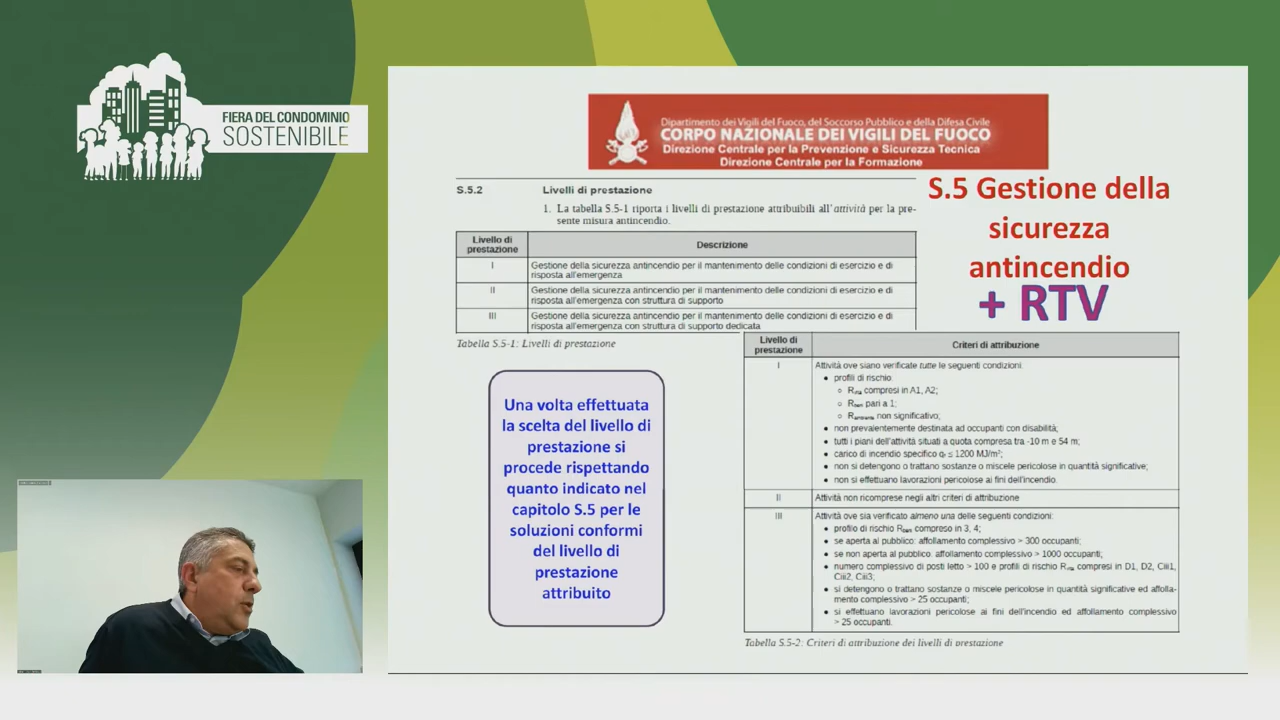 FIERA DEL CONDOMINIO
SOSTENIBILE
Dipartimento dei Vigili del Fuoco, del Soccorso Pubblico e della Difesa Civile
CORPO NAZIONALE DEI VIGILI DEL FUOCO
Direzione Centrale per la Prevenzione e Sicurezza Tecnica
Direzione Centrale per la Formazione
S.5 Gestione della
sicurezza
antincendio
+ RTV
S.5.2 Livelli di prestazione
1. La tabella S.5-1 riporta i livelli di prestazione attribuibili all'attività per la pre-
sente misura antincendio.
Livello di
prestazione
Descrizione
I
Gestione della sicurezza antincendio per il mantenimento delle condizioni di esercizio e di
risposta all'emergenza
II
Gestione della sicurezza antincendio per il mantenimento delle condizioni di esercizio e di
risposta all'emergenza con struttura di supporto
III
Gestione della sicurezza antincendio per il mantenimento delle condizioni di esercizio e di
risposta all'emergenza con struttura di supporto dedicata
Tabella S.5-1: Livelli di prestazione
Una volta effettuata
la scelta del livello di
prestazione si
procede rispettando
quanto indicato nel
capitolo S.5 per le
soluzioni conformi
del livello di
prestazione
attribuito
Livello di
prestazione
Criteri di attribuzione
I
Attività ove siano verificate tutte le seguenti condizioni:
• profili di rischio:
○ Rvita compresi in A1, A2;
○ Rbeni pari a 1;
○ Rambiente non significativo;
• non prevalentemente destinata ad occupanti con disabilità;
• tutti i piani dell'attività situati a quota compresa tra -10 m e 54 m;
• carico di incendio specifico qf ≤ 1200 MJ/m²;
• non si detengono o trattano sostanze o miscele pericolose in quantità significative;
• non si effettuano lavorazioni pericolose ai fini dell'incendio.
II
Attività non ricomprese negli altri criteri di attribuzione
III
Attività ove sia verificato almeno una delle seguenti condizioni:
• profilo di rischio Rbeni compreso in 3, 4;
• se aperta al pubblico: affollamento complessivo > 300 occupanti;
• se non aperta al pubblico: affollamento complessivo > 1000 occupanti;
• numero complessivo di posti letto > 100 e profili di rischio Rvita compresi in D1, D2, Ciii1,
Ciii2, Ciii3;
• si detengono o trattano sostanze o miscele pericolose in quantità significative ed affolla-
mento complessivo > 25 occupanti;
• si effettuano lavorazioni pericolose ai fini dell'incendio ed affollamento complessivo
> 25 occupanti.
Tabella S.5-2: Criteri di attribuzione dei livelli di prestazione